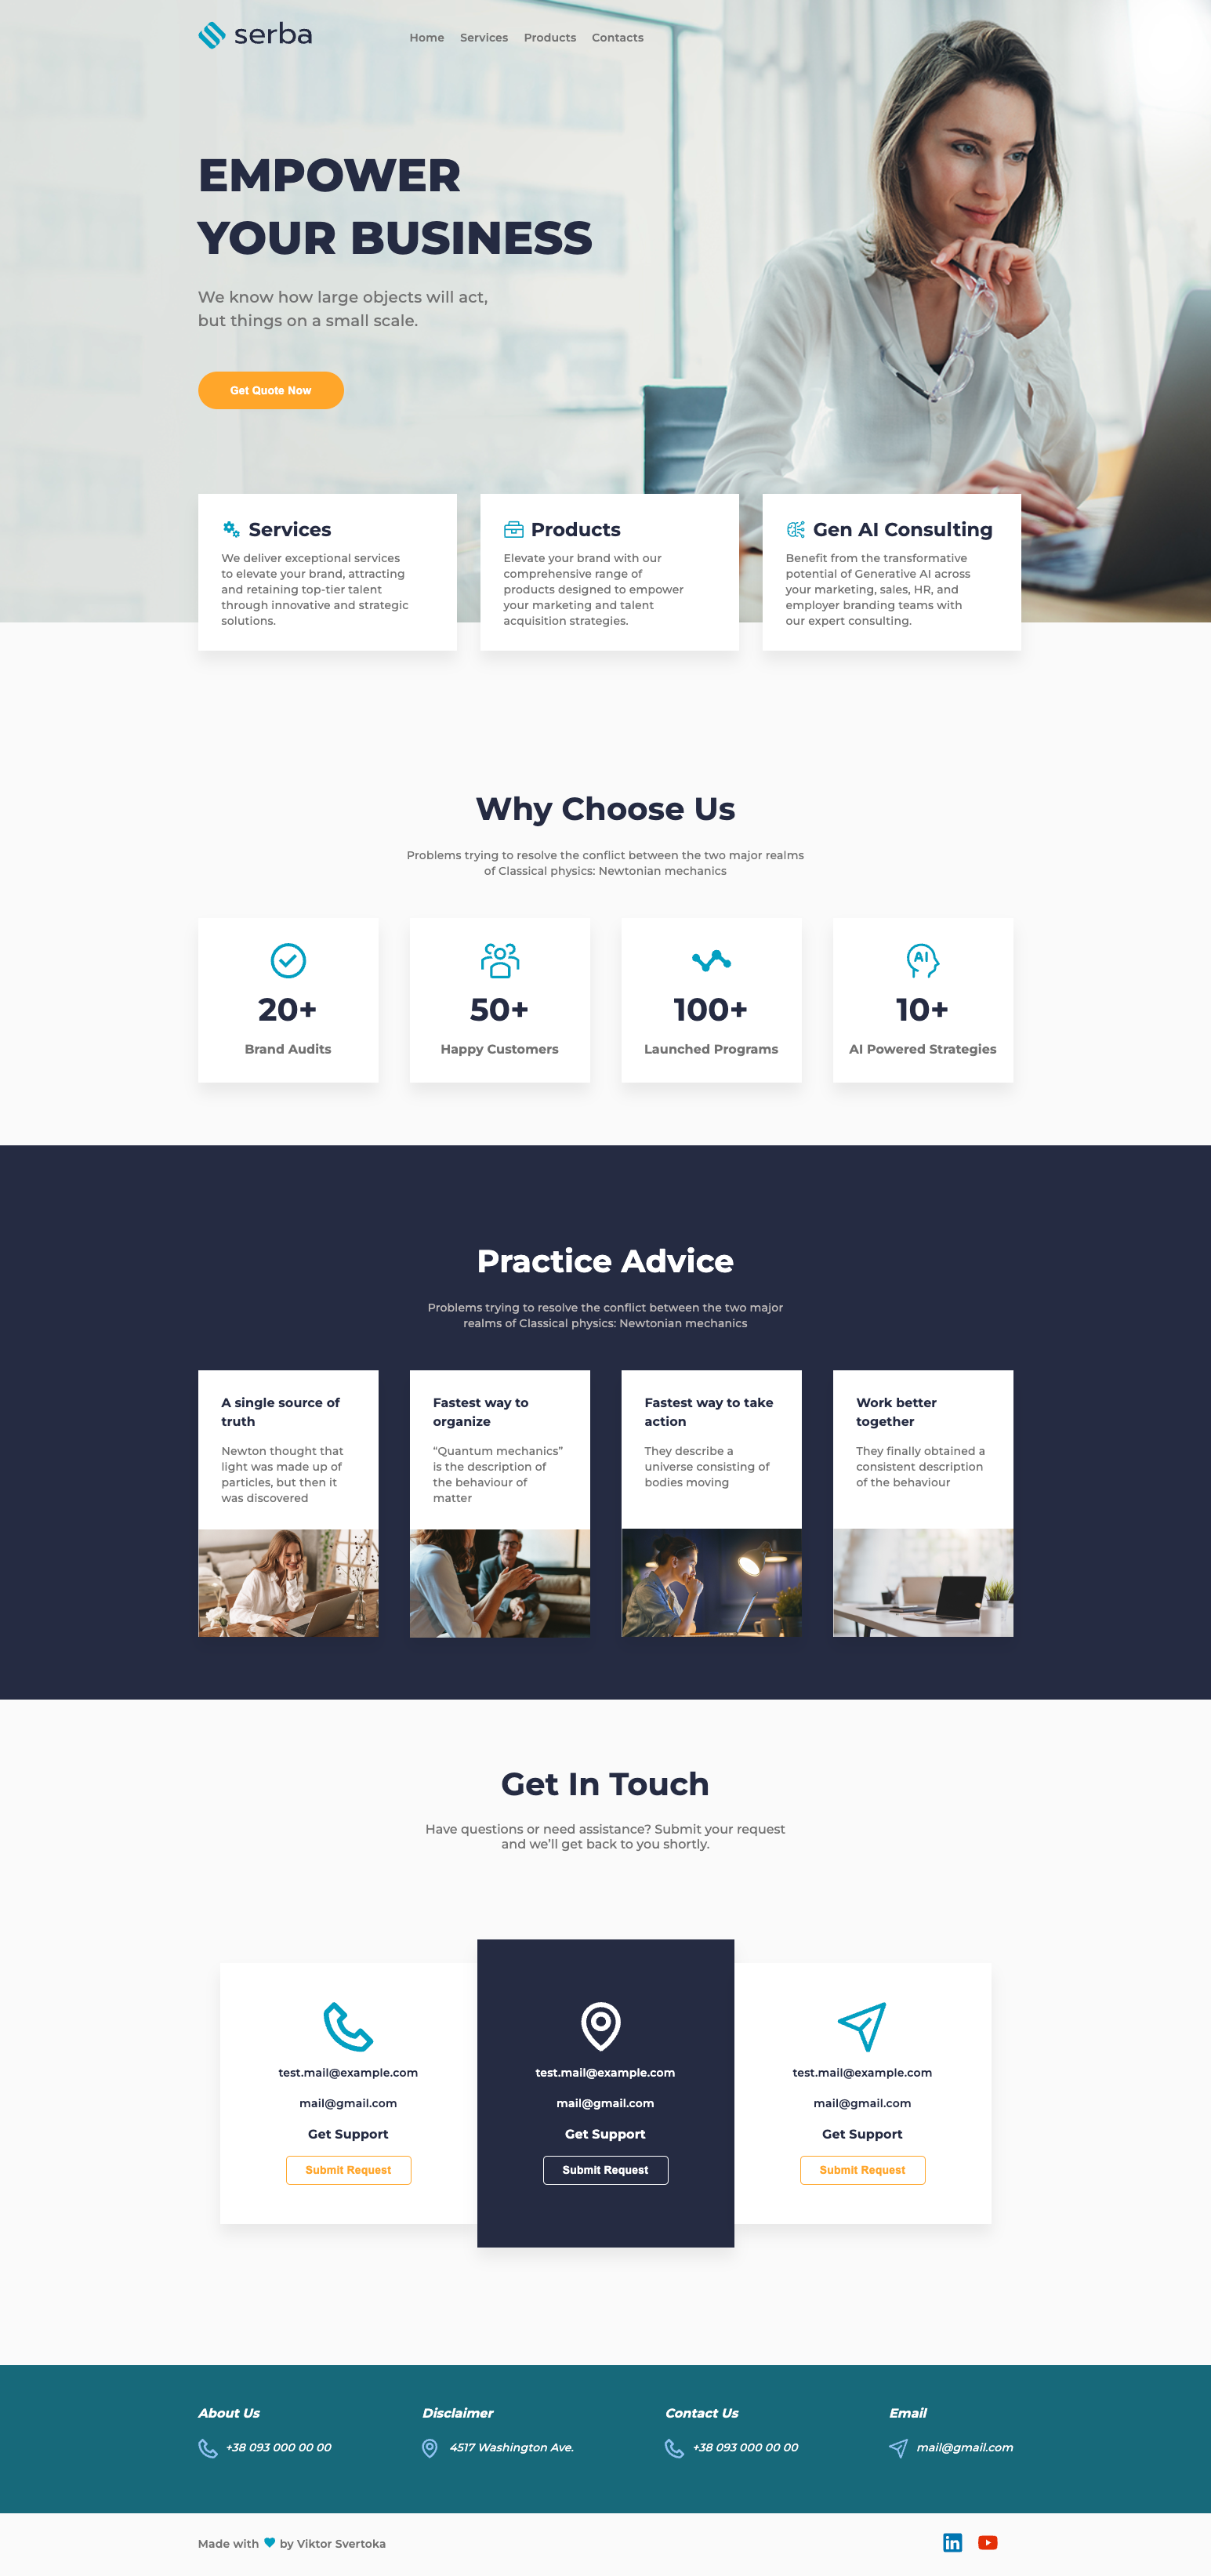 serba
Home Services Products Contacts
EMPOWER
YOUR BUSINESS
We know how large objects will act,
but things on a small scale.
Get Quote Now
Services
We deliver exceptional services
to elevate your brand, attracting
and retaining top-tier talent
through innovative and strategic
solutions.
Products
Elevate your brand with our
comprehensive range of
products designed to empower
your marketing and talent
acquisition strategies.
Gen AI Consulting
Benefit from the transformative
potential of Generative AI across
your marketing, sales, HR, and
employer branding teams with
our expert consulting.
Why Choose Us
Problems trying to resolve the conflict between the two major realms
of Classical physics: Newtonian mechanics
20+
Brand Audits
50+
Happy Customers
100+
Launched Programs
AI
10+
AI Powered Strategies
Practice Advice
Problems trying to resolve the conflict between the two major
realms of Classical physics: Newtonian mechanics
A single source of
truth
Newton thought that
light was made up of
particles, but then it
was discovered
Fastest way to
organize
“Quantum mechanics”
is the description of
the behaviour of
matter
Fastest way to take
action
They describe a
universe consisting of
bodies moving
Work better
together
They finally obtained a
consistent description
of the behaviour
Get In Touch
Have questions or need assistance? Submit your request
and we’ll get back to you shortly.
test.mail@example.com
mail@gmail.com
Get Support
Submit Request
test.mail@example.com
mail@gmail.com
Get Support
Submit Request
test.mail@example.com
mail@gmail.com
Get Support
Submit Request
About Us
+38 093 000 00 00
Disclaimer
4517 Washington Ave.
Contact Us
+38 093 000 00 00
Email
mail@gmail.com
Made with by Viktor Svertoka
in